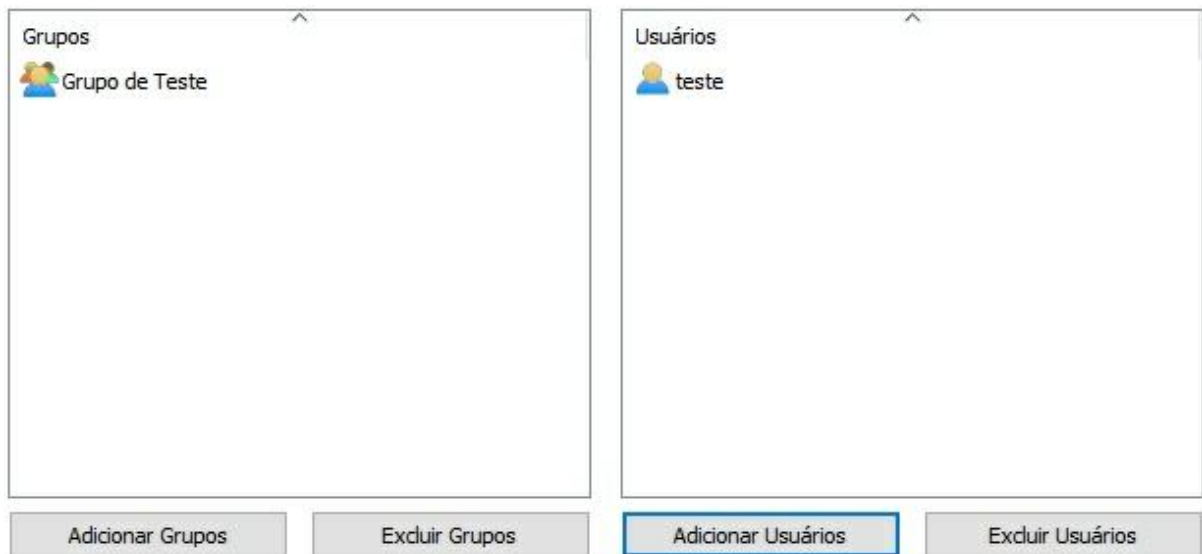 Grupos
Grupo de Teste
Usuários
teste
Adicionar Grupos
Excluir Grupos
Adicionar Usuários
Excluir Usuários